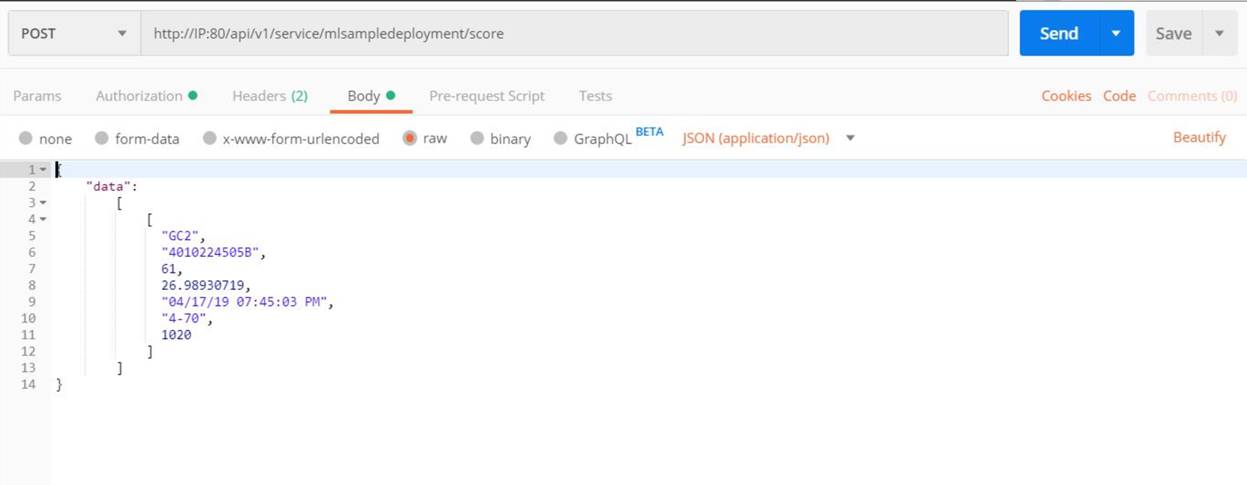 POST http://IP:80/api/v1/service/mlsampledeployment/score Send Save
Params Authorization Headers (2) Body Pre-request Script Tests Cookies Code Comments (0)
none form-data x-www-form-urlencoded raw binary GraphQL BETA JSON (application/json) Beautify
1 {
2 "data":
3 [
4 [
5 "GC2",
6 "4010224505B",
7 61,
8 26.98930719,
9 "04/17/19 07:45:03 PM",
10 "4-70",
11 1020
12 ]
13 ]
14 }